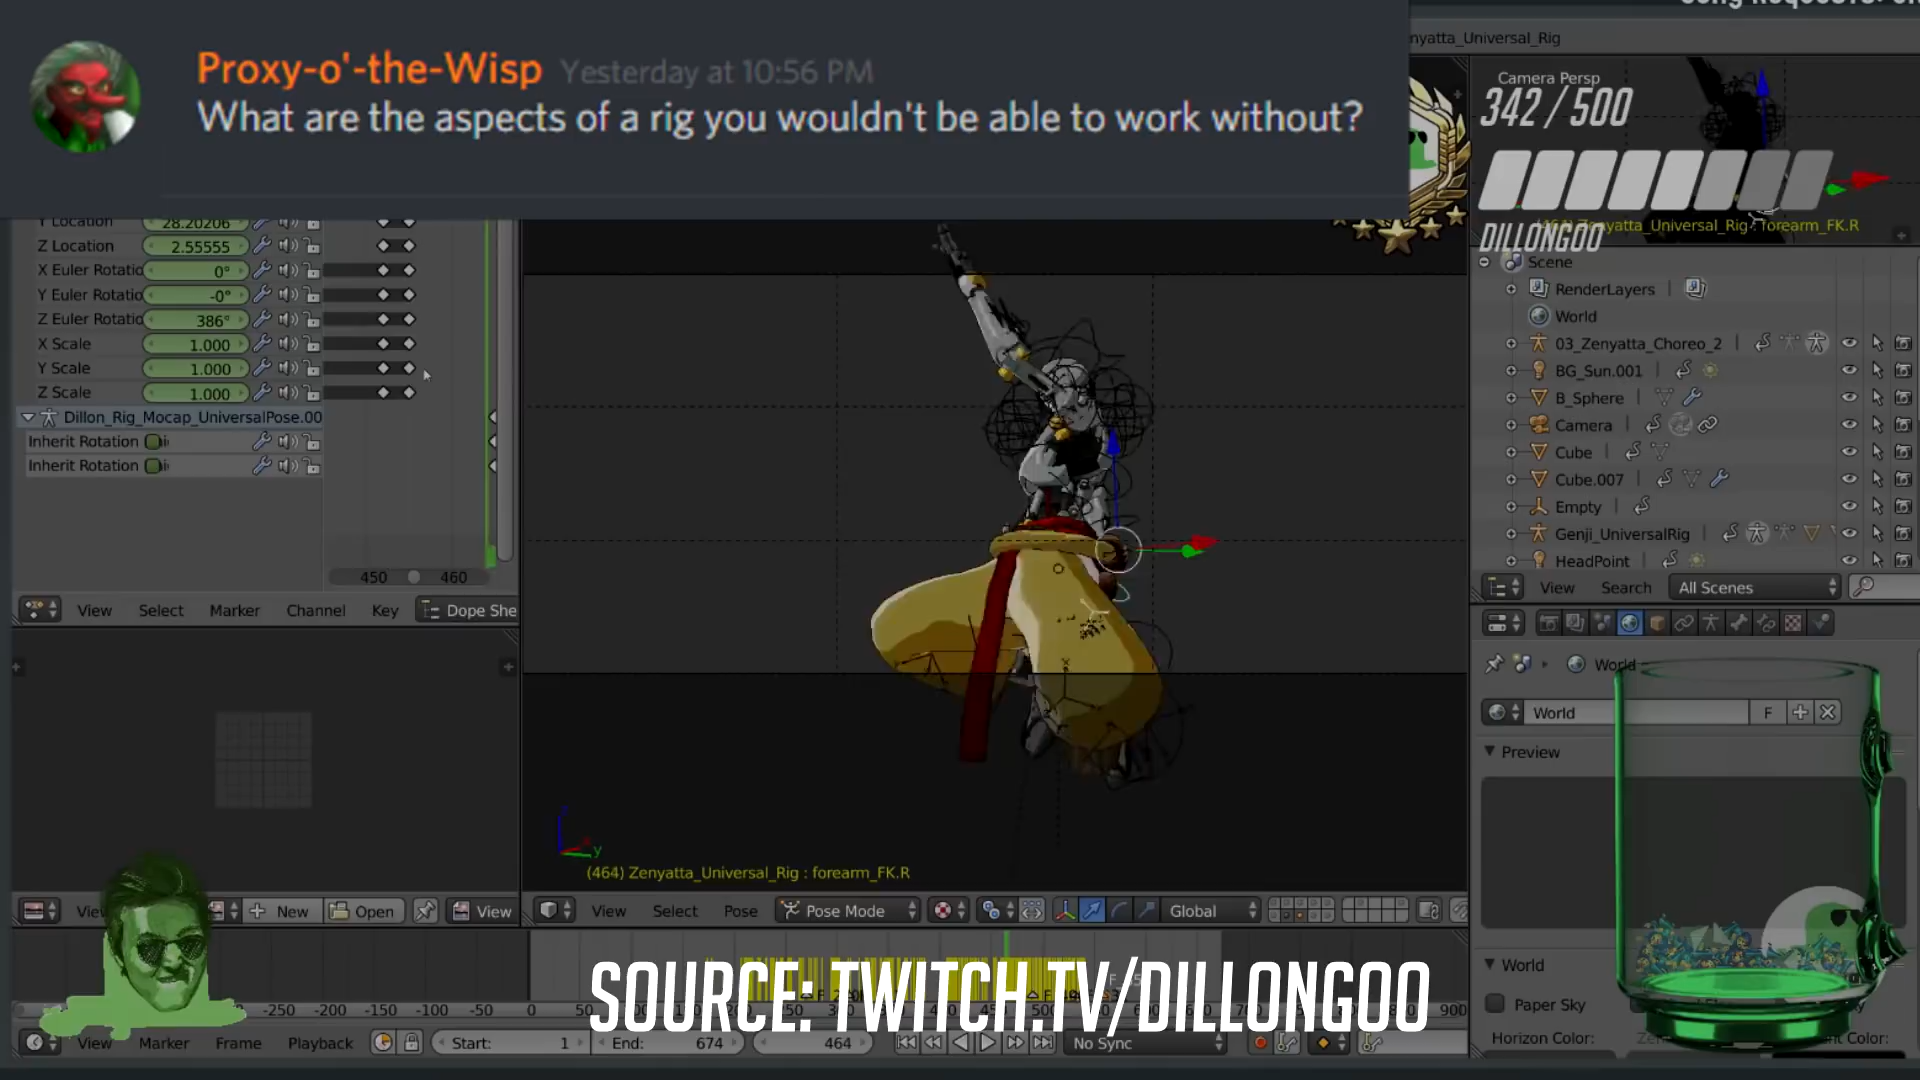 Proxy-o'-the-Wisp Yesterday at 10:56 PM
What are the aspects of a rig you wouldn't be able to work without?
nyatta_Universal_Rig
Camera Persp
342/500
DILLONGOO
Zenyatta_Universal_Rig : forearm_FK.R
Y Location 28.20206
Z Location 2.55555
X Euler Rotatio 0°
Y Euler Rotatio -0°
Z Euler Rotatio 386°
X Scale 1.000
Y Scale 1.000
Z Scale 1.000
Dillon_Rig_Mocap_UniversalPose.00
Inherit Rotation
Inherit Rotation
450 460
View Select Marker Channel Key Dope She
Scene
RenderLayers
World
03_Zenyatta_Choreo_2
BG_Sun.001
B_Sphere
Camera
Cube
Cube.007
Empty
Genji_UniversalRig
HeadPoint
View Search All Scenes
World
World F
Preview
World
Paper Sky
Horizon Color:
(464) Zenyatta_Universal_Rig : forearm_FK.R
New Open View
View Select Pose Pose Mode Global
SOURCE: TWITCH.TV/DILLONGOO
-250 -200 -150 -100 -50 0 50 900
View Marker Frame Playback Start: 1 End: 674 464 No Sync